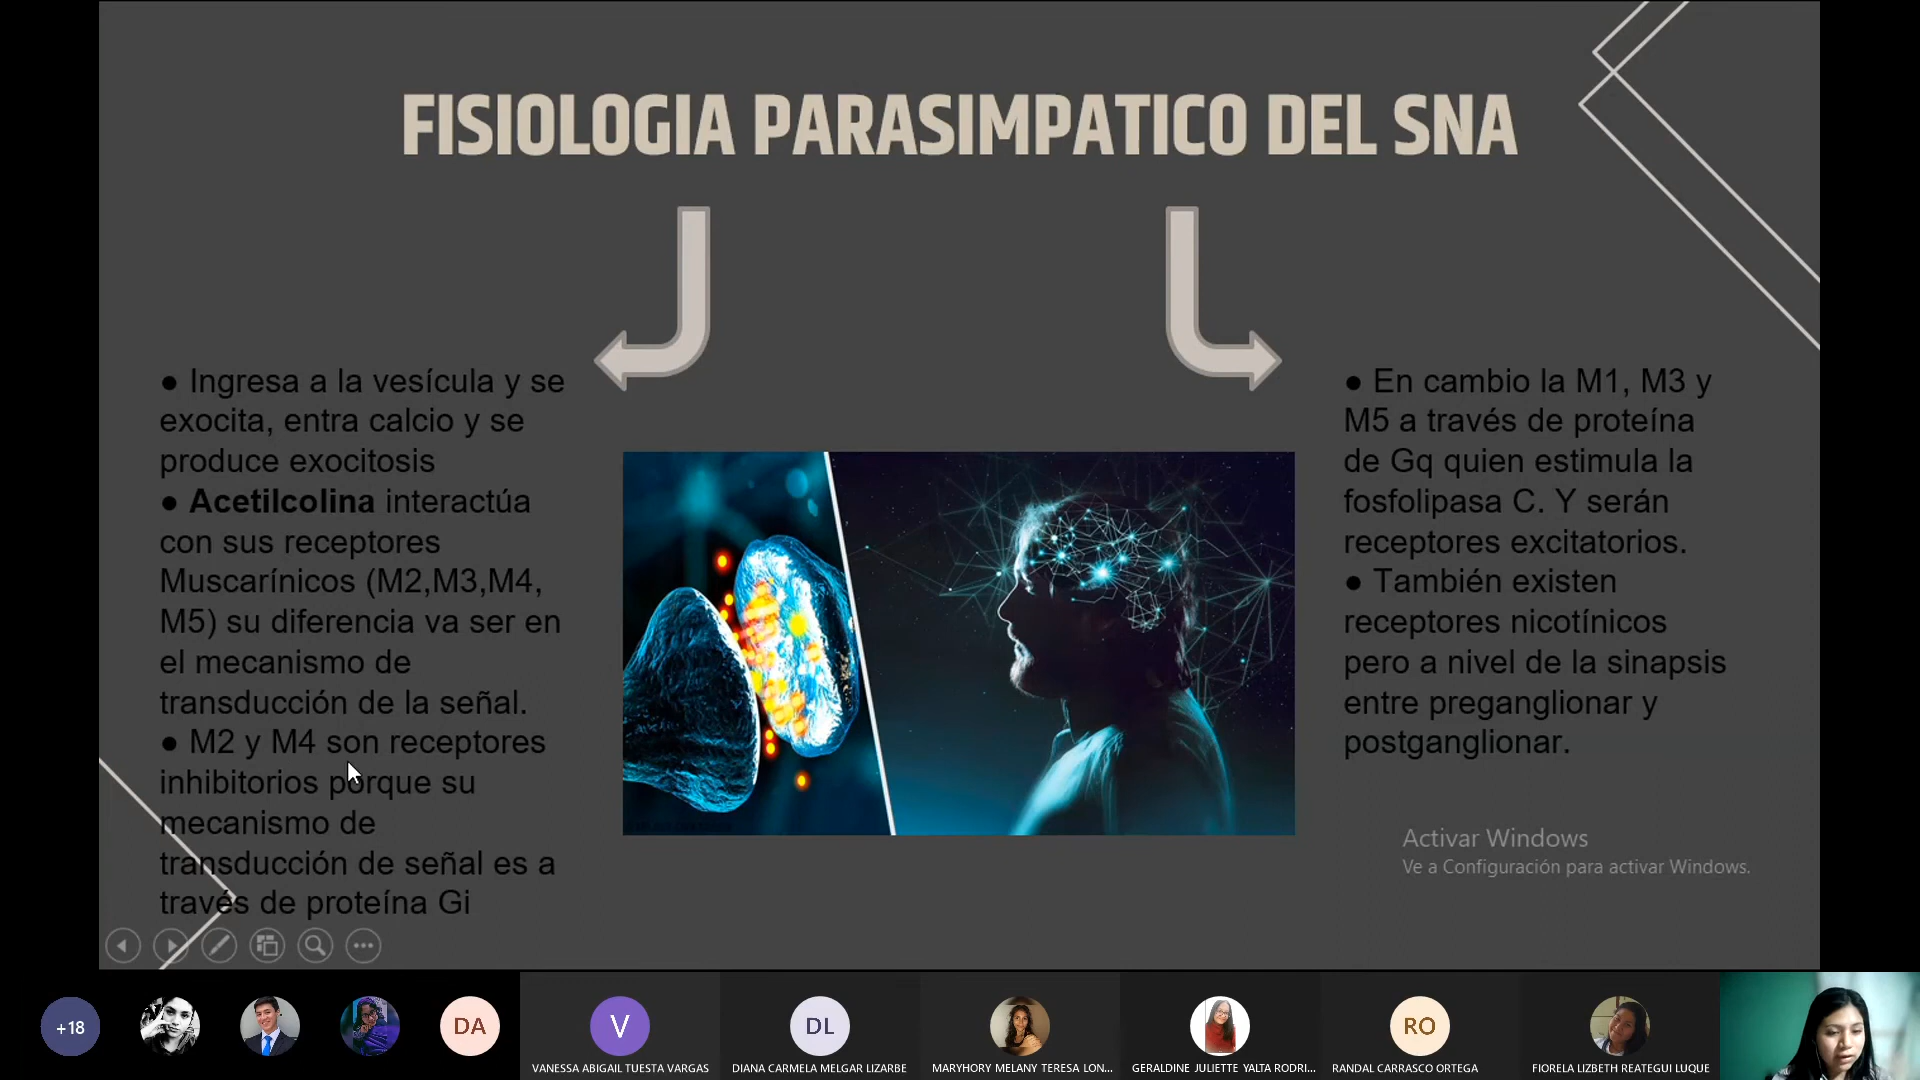 FISIOLOGIA PARASIMPATICO DEL SNA
● Ingresa a la vesícula y se
exocita, entra calcio y se
produce exocitosis
● Acetilcolina interactúa
con sus receptores
Muscarínicos (M2,M3,M4,
M5) su diferencia va ser en
el mecanismo de
transducción de la señal.
● M2 y M4 son receptores
inhibitorios porque su
mecanismo de
transducción de señal es a
través de proteína Gi
● En cambio la M1, M3 y
M5 a través de proteína
de Gq quien estimula la
fosfolipasa C. Y serán
receptores excitatorios.
● También existen
receptores nicotínicos
pero a nivel de la sinapsis
entre preganglionar y
postganglionar.
Activar Windows
Ve a Configuración para activar Windows.
+18
DA
V
VANESSA ABIGAIL TUESTA VARGAS
DL
DIANA CARMELA MELGAR LIZARBE
MARYHORY MELANY TERESA LON...
GERALDINE JULIETTE YALTA RODRI...
RO
RANDAL CARRASCO ORTEGA
FIORELA LIZBETH REATEGUI LUQUE